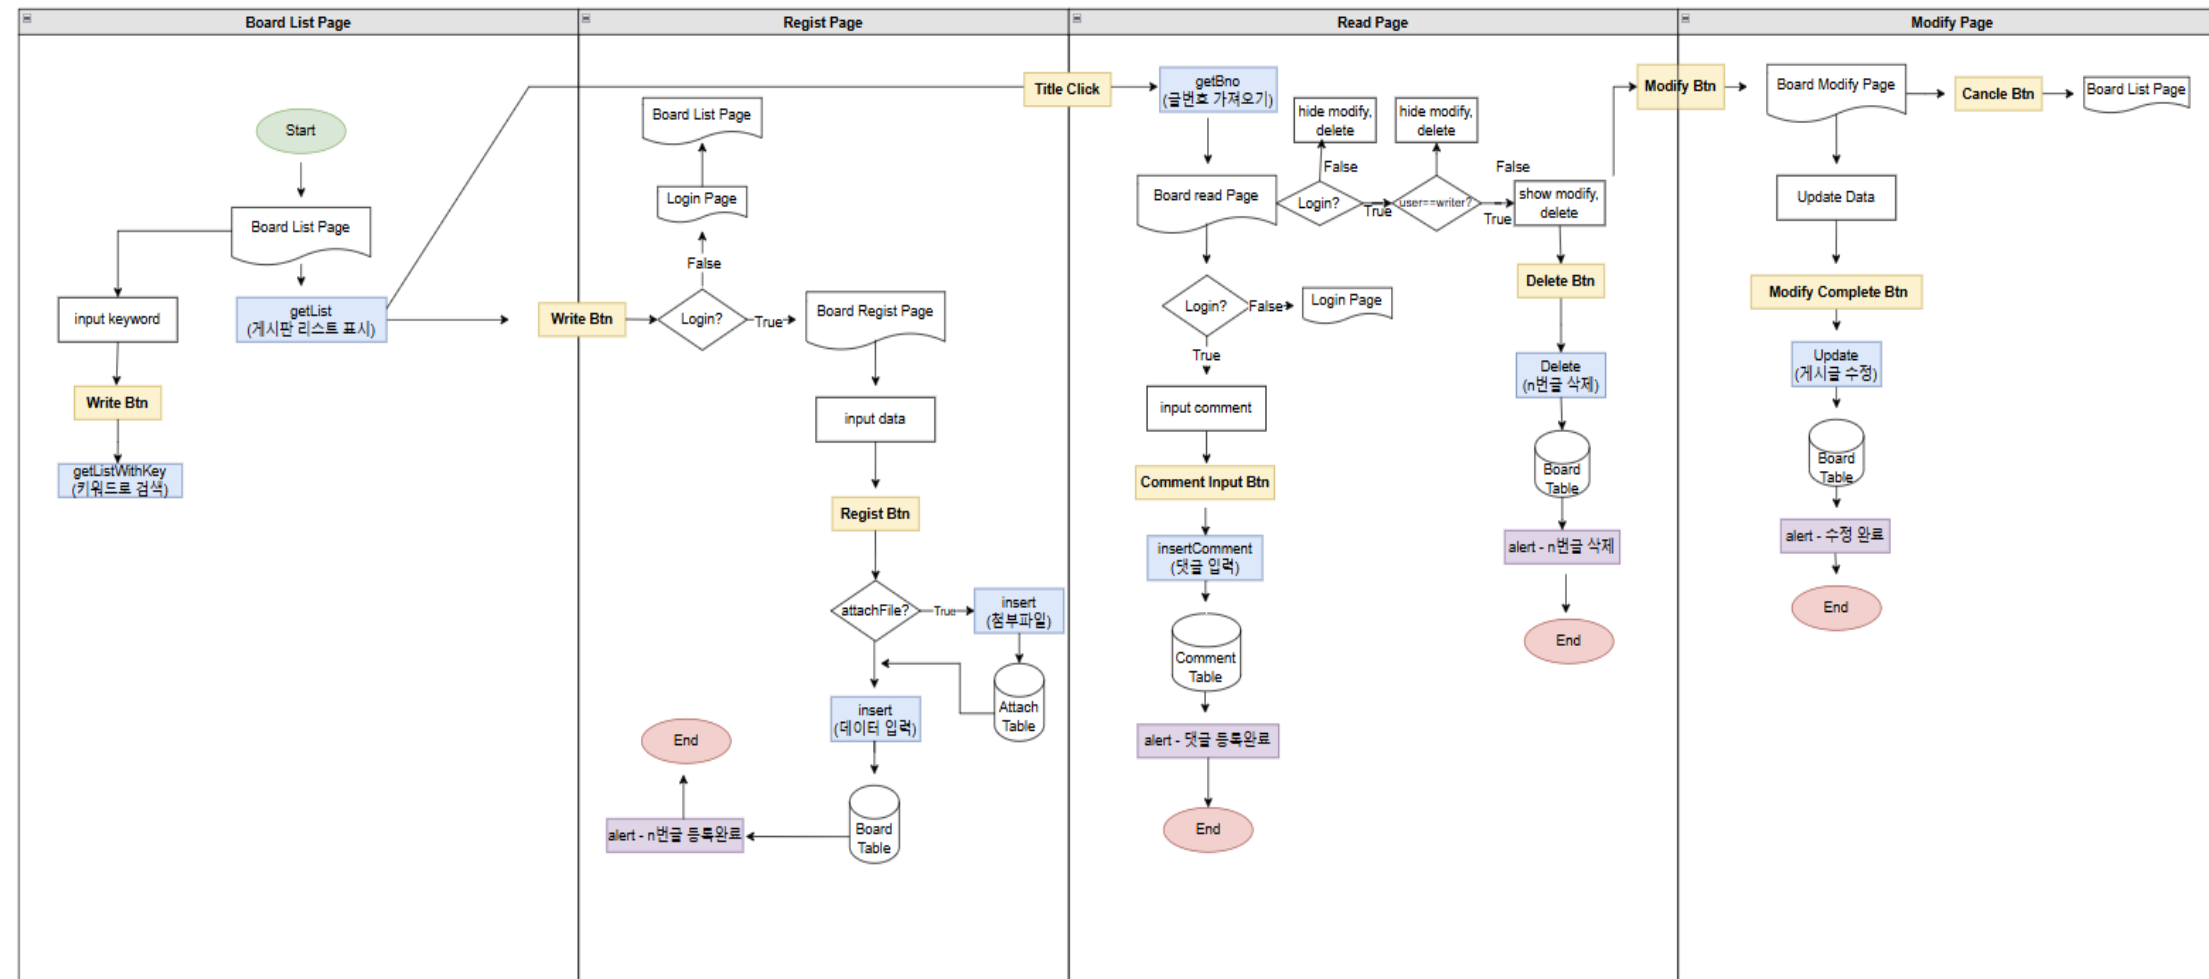 Board List Page
Regist Page
Read Page
Modify Page
Start
Board List Page
input keyword
Write Btn
getListWithKey
(키워드로 검색)
getList
(게시판 리스트 표시)
Board List Page
Login Page
False
Write Btn
Login?
True
Board Regist Page
input data
Regist Btn
attachFile?
True
insert
(첨부파일)
Attach
Table
insert
(데이터 입력)
Board
Table
alert - n번글 등록완료
End
Title Click
getBno
(글번호 가져오기)
Board read Page
Login?
False
hide modify,
delete
True
user==writer?
hide modify,
delete
False
True
show modify,
delete
Login?
False
Login Page
True
input comment
Comment Input Btn
insertComment
(댓글 입력)
Comment
Table
alert - 댓글 등록완료
End
Delete Btn
Delete
(n번글 삭제)
Board
Table
alert - n번글 삭제
End
Modify Btn
Board Modify Page
Cancle Btn
Board List Page
Update Data
Modify Complete Btn
Update
(게시글 수정)
Board
Table
alert - 수정 완료
End